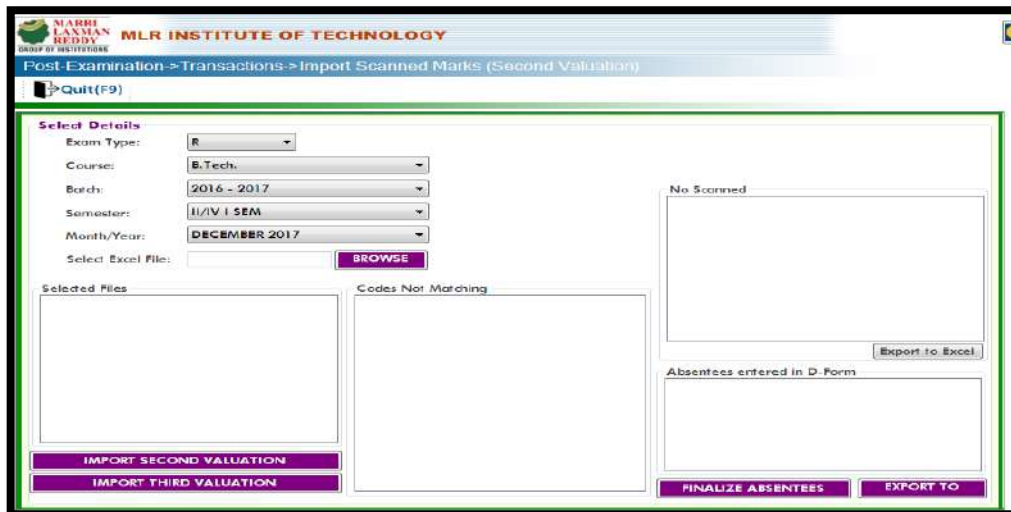 MARRI
LAXMAN
REDDY
GROUP OF INSTITUTIONS
MLR INSTITUTE OF TECHNOLOGY
Post-Examination->Transactions->Import Scanned Marks (Second Valuation)
Quit(F9)
Select Details
Exam Type: R
Course: B.Tech.
Batch: 2016 - 2017
Semester: II/IV I SEM
Month/Year: DECEMBER 2017
Select Excel File: BROWSE
Selected Files
Codes Not Matching
No Scanned
Export to Excel
Absentees entered in D-Form
IMPORT SECOND VALUATION
IMPORT THIRD VALUATION
FINALIZE ABSENTEES
EXPORT TO